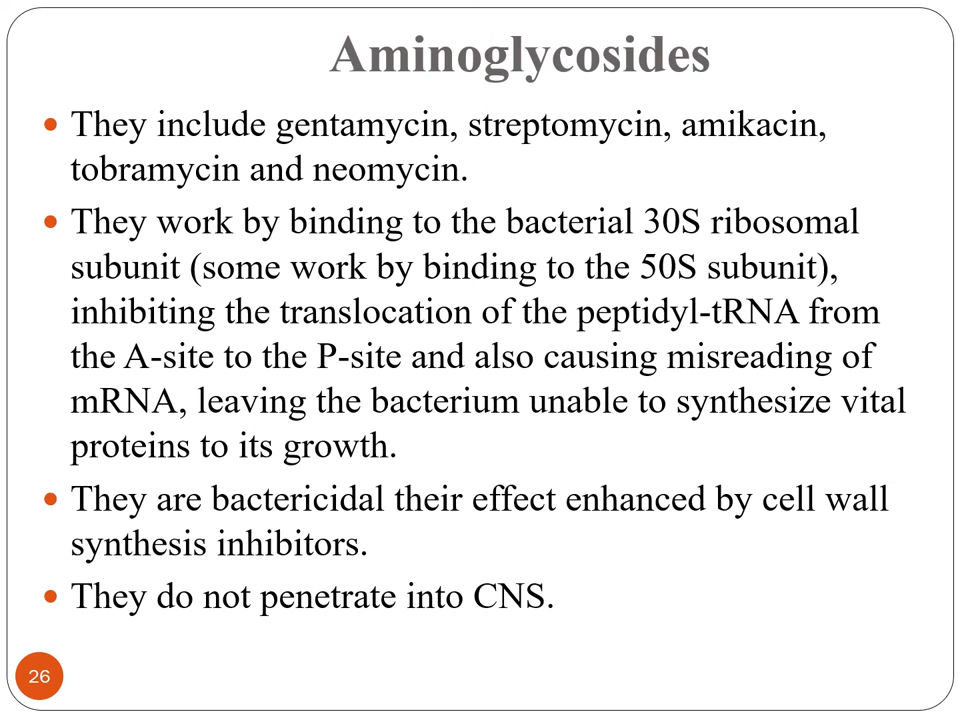 Aminoglycosides
• They include gentamycin, streptomycin, amikacin,
tobramycin and neomycin.
• They work by binding to the bacterial 30S ribosomal
subunit (some work by binding to the 50S subunit),
inhibiting the translocation of the peptidyl-tRNA from
the A-site to the P-site and also causing misreading of
mRNA, leaving the bacterium unable to synthesize vital
proteins to its growth.
• They are bactericidal their effect enhanced by cell wall
synthesis inhibitors.
• They do not penetrate into CNS.
26